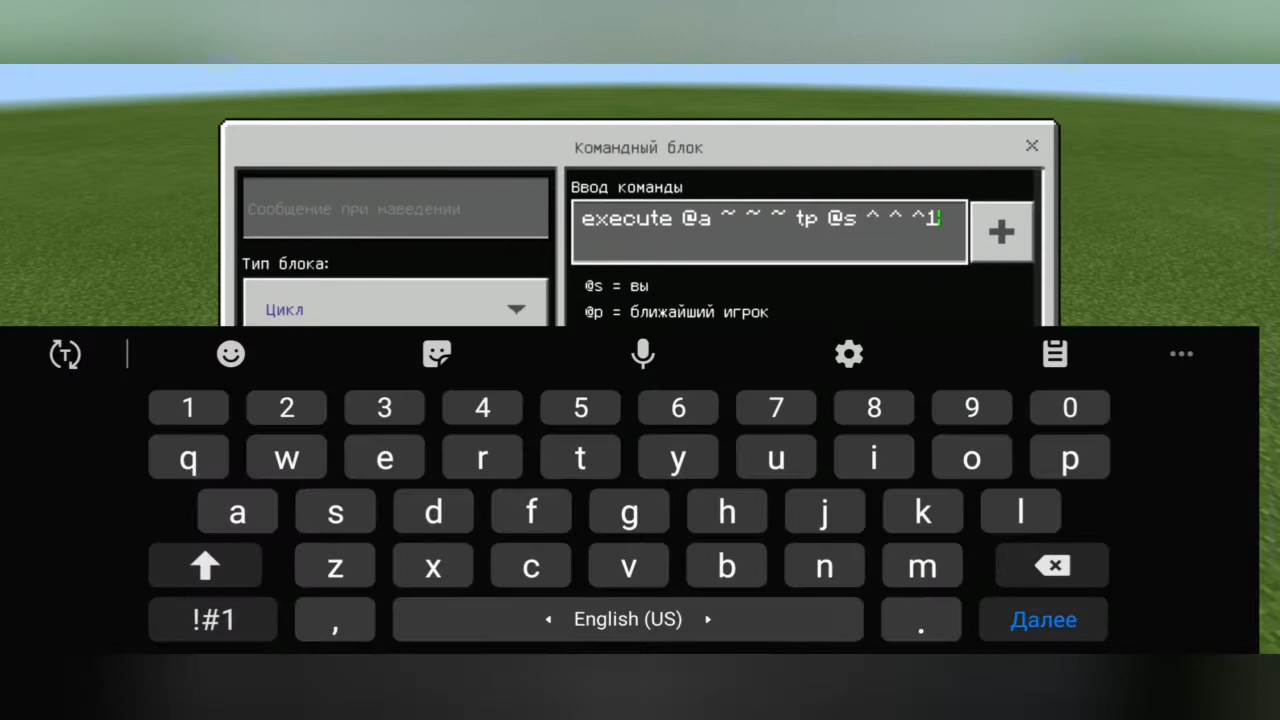 Командный блок
Сообщение при наведении
Ввод команды
execute @a ~ ~ ~ tp @s ^ ^ ^1
Тип блока:
Цикл
@s = вы
@p = ближайший игрок
T
1 2 3 4 5 6 7 8 9 0
q w e r t y u i o p
a s d f g h j k l
z x c v b n m
!#1 , English (US) . Далее